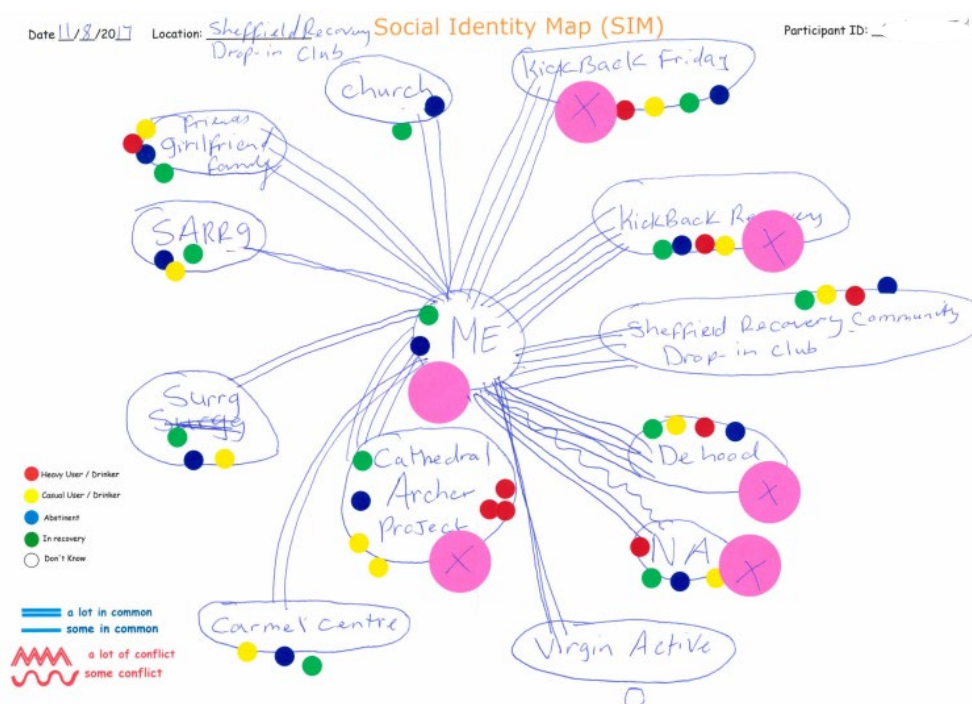 Social Identity Map (SIM)
Date 11/8/2017 Location: Sheffield Recovery
Drop-in Club
Participant ID:
church
KickBack Friday
X
Friends
Girlfriend
family
SARRG
KickBack Recovery
X
ME
Sheffield Recovery Community
Drop-in Club
Surrg
Surge
Cathedral
Archer
Project
X
De hood
X
NA
X
Carmel centre
Virgin Active
Heavy User / Drinker
Casual User / Drinker
Abstinent
In recovery
Don't Know
a lot in common
some in common
a lot of conflict
some conflict